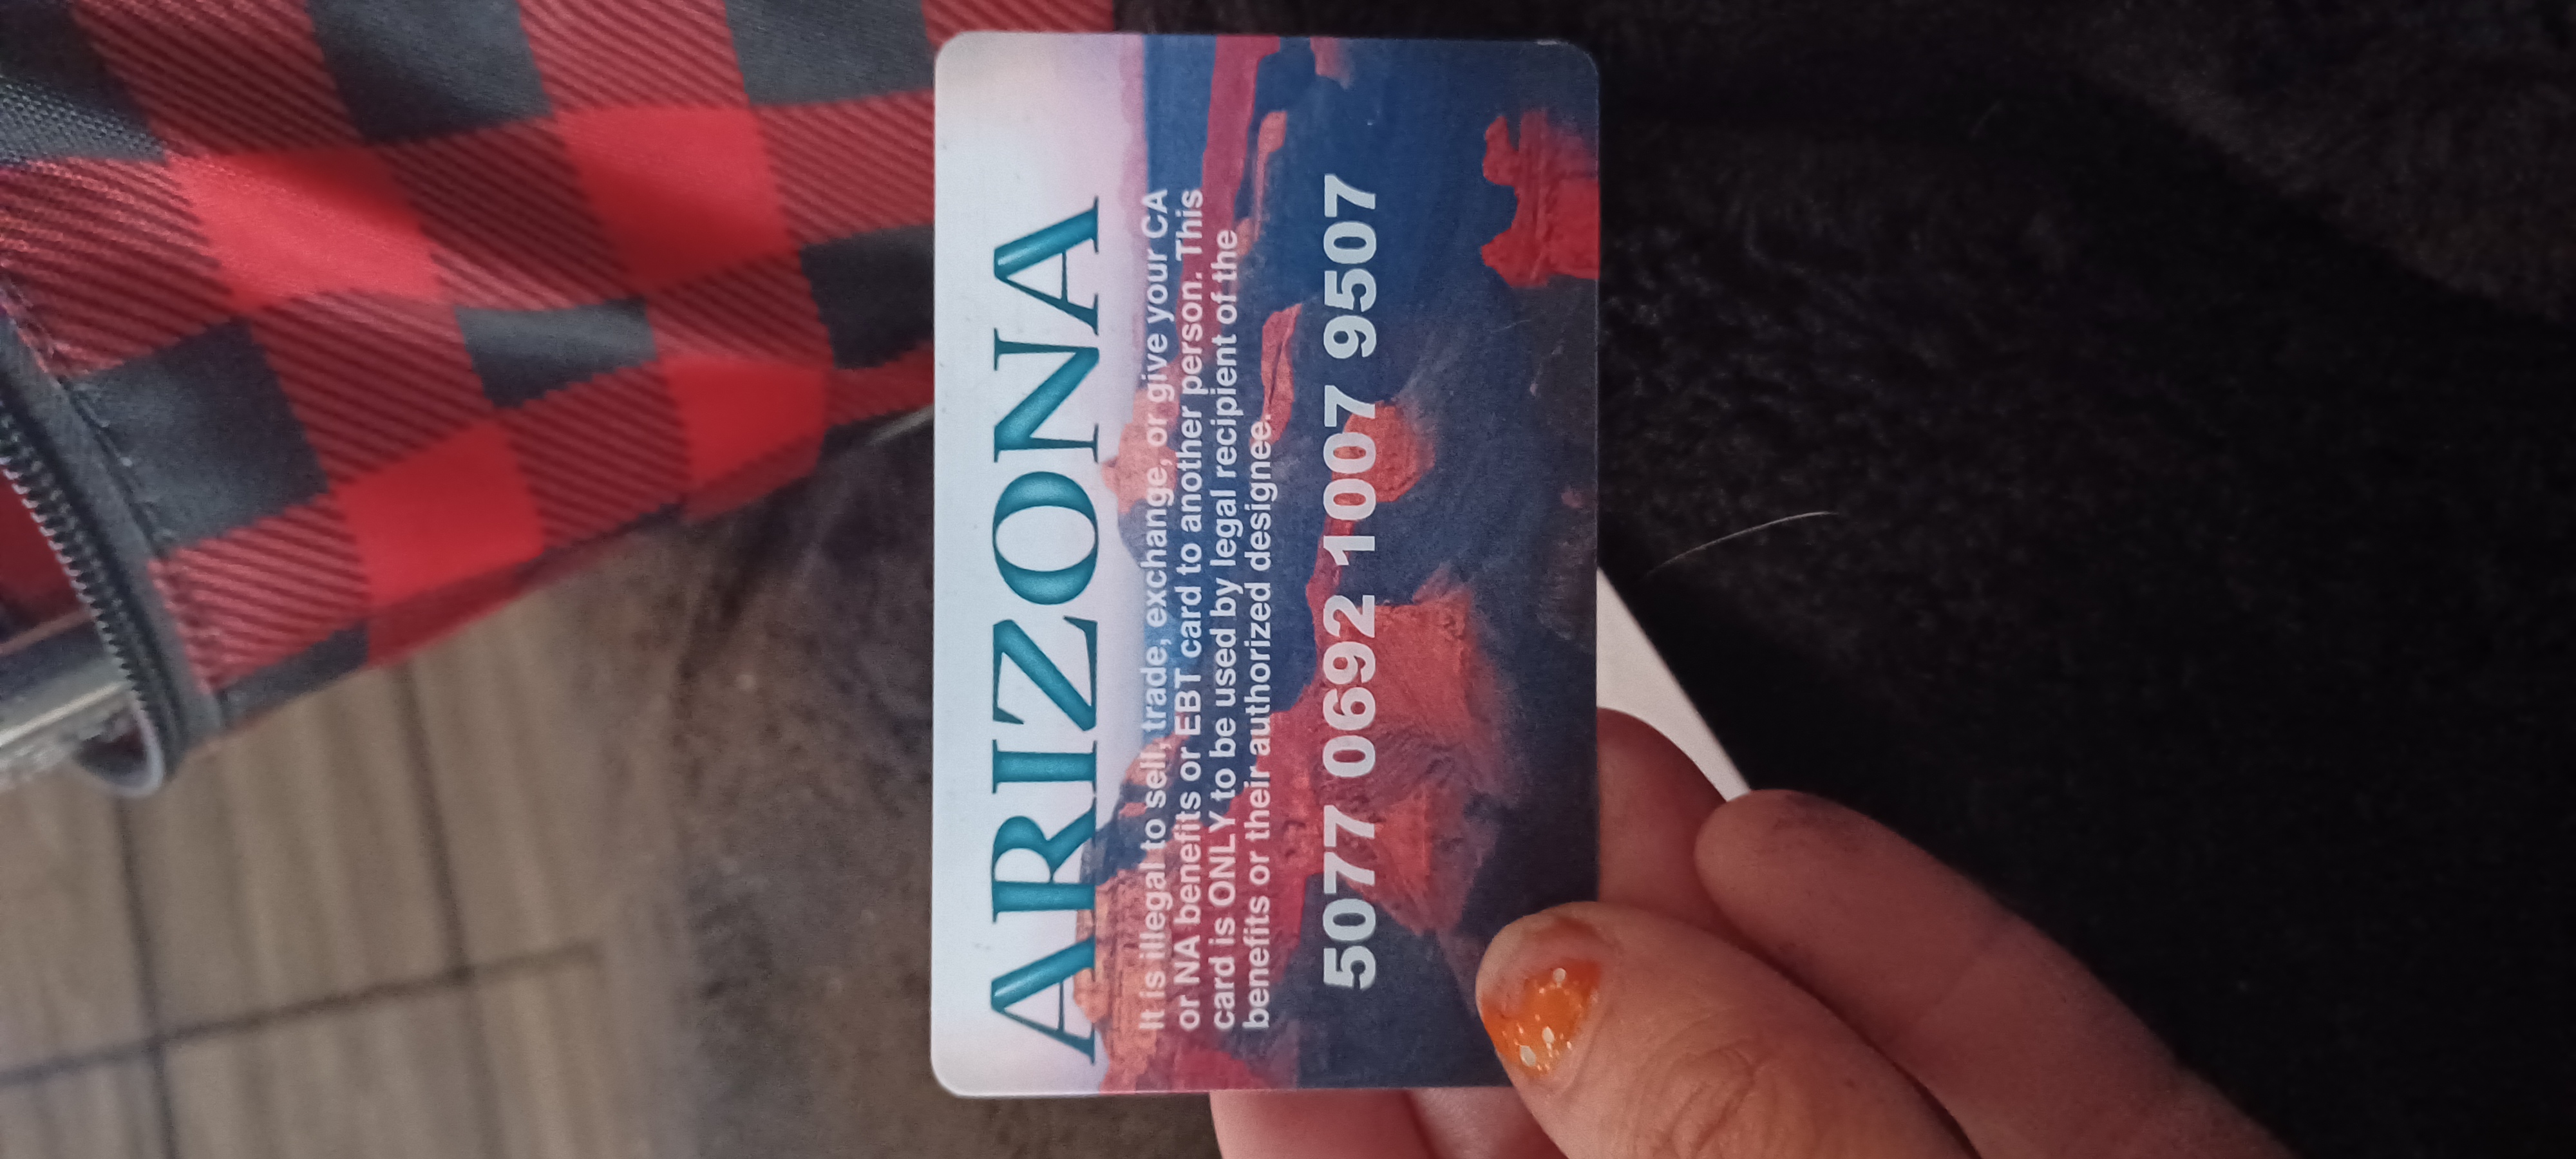 ARIZONA
It is illegal to sell, trade, exchange, or give your CA
or NA benefits or EBT card to another person. This
card is ONLY to be used by legal recipient of the
benefits or their authorized designee.
5077 0692 1007 9507